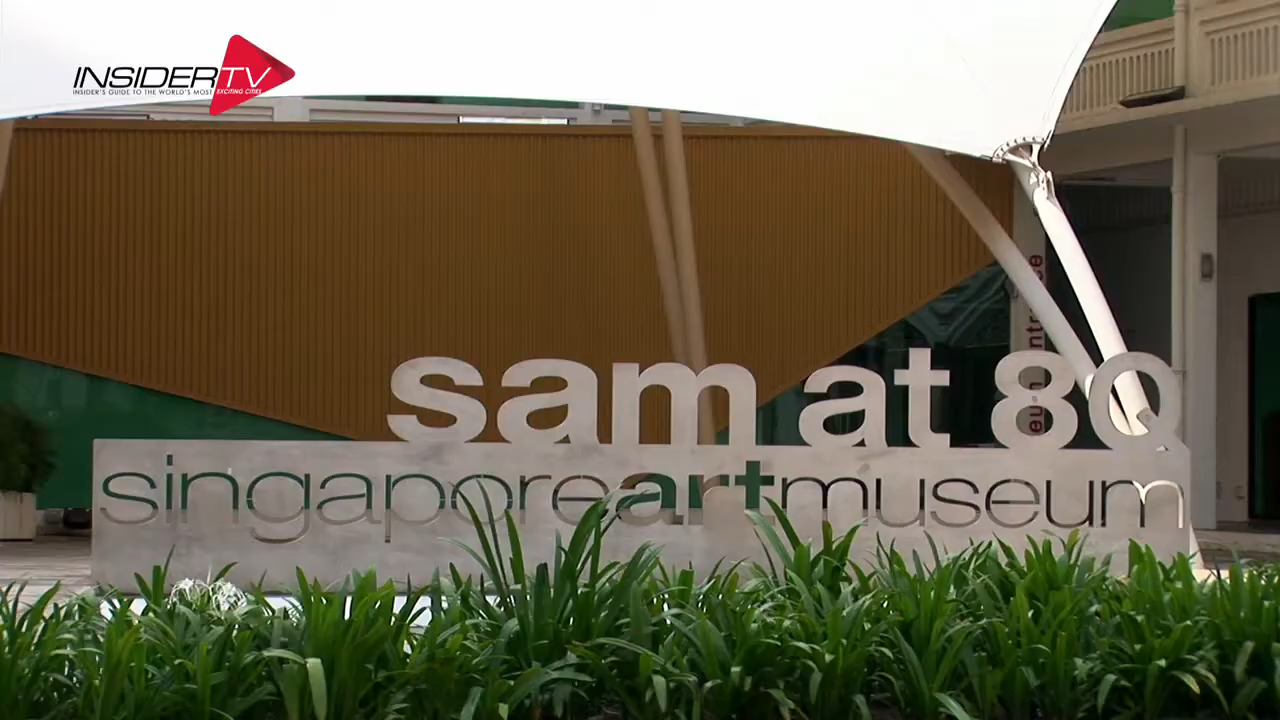 INSIDERTV
INSIDER'S GUIDE TO THE WORLD'S MOST EXCITING CITIES
sam at 8Q
singaporeartmuseum